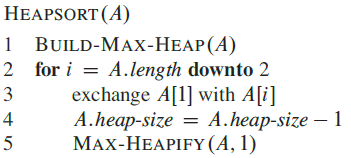 HEAPSORT(A)
1 BUILD-MAX-HEAP(A)
2 for i = A.length downto 2
3 exchange A[1] with A[i]
4 A.heap-size = A.heap-size − 1
5 MAX-HEAPIFY(A, 1)